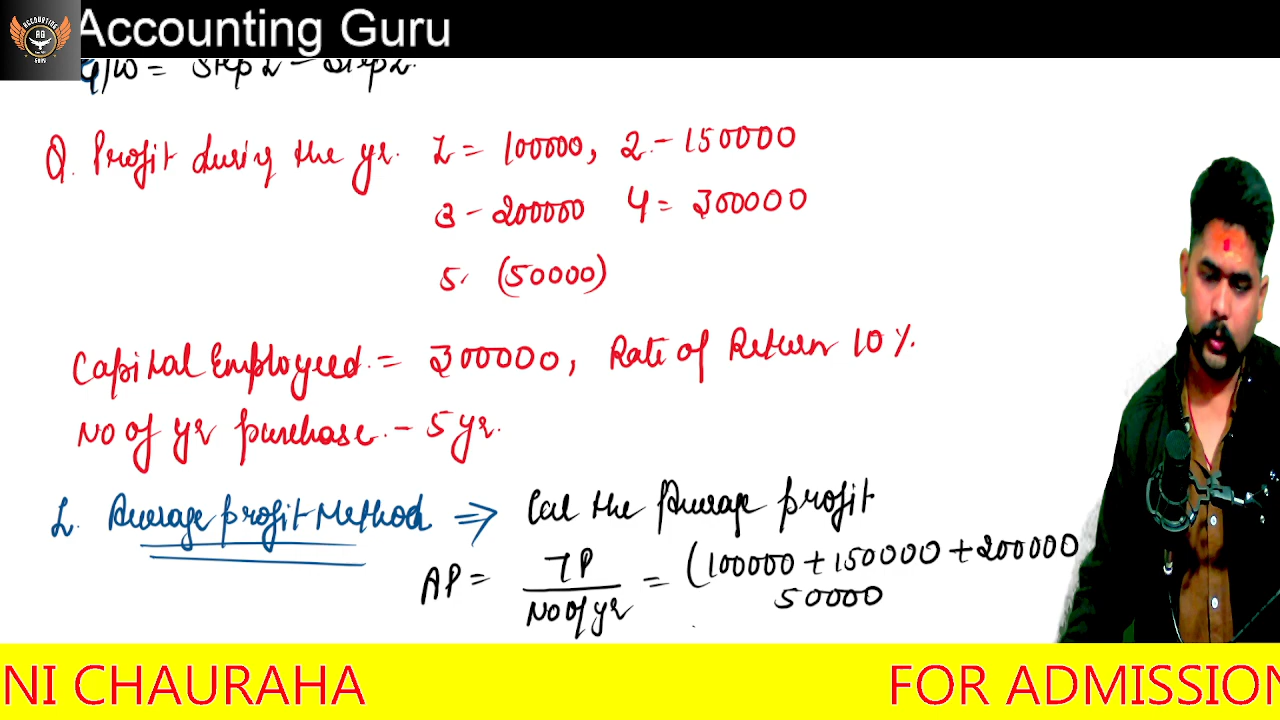 Accounting Guru
Q. Profit during the yr. 1 = 100000, 2. - 150000
3 - 200000 4 = 300000
5. (50000)
Capital Employeed. = 300000, Rate of Return 10%.
No of yr purchase. - 5 yr.
1. Average profit Method ⇒ Cal the Average profit
AP = TP / No of yr = (100000 + 150000 + 200000
50000
NI CHAURAHA FOR ADMISSION